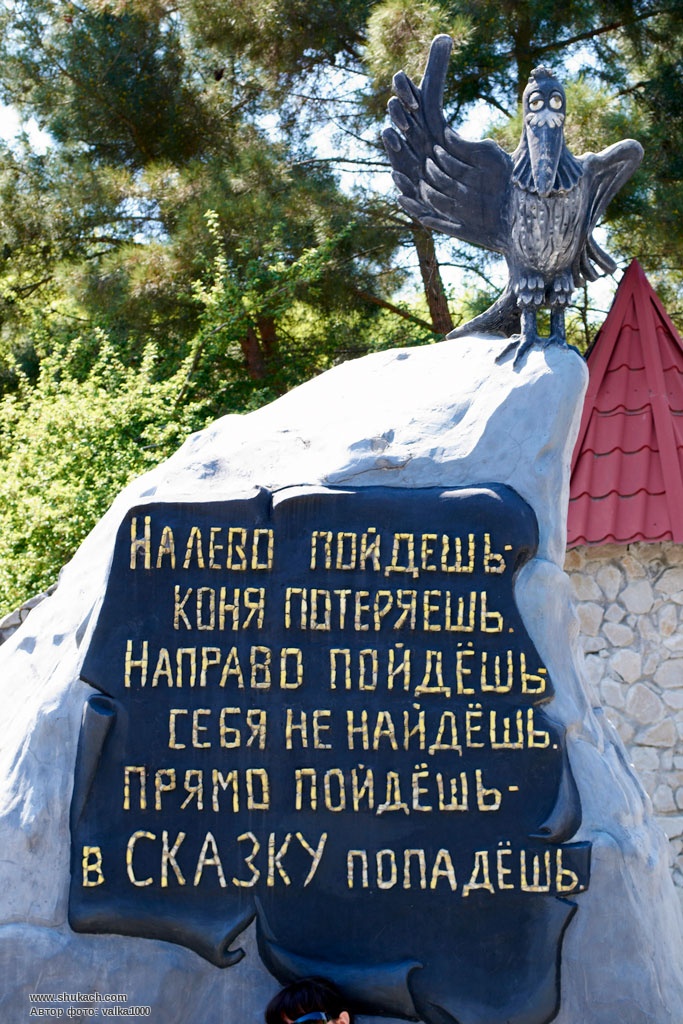 Налево пойдешь-
коня потеряешь.
Направо пойдёшь-
себя не найдёшь.
Прямо пойдёшь-
в СКАЗКУ попадёшь.
www.shukach.com
Автор фото: valka1000